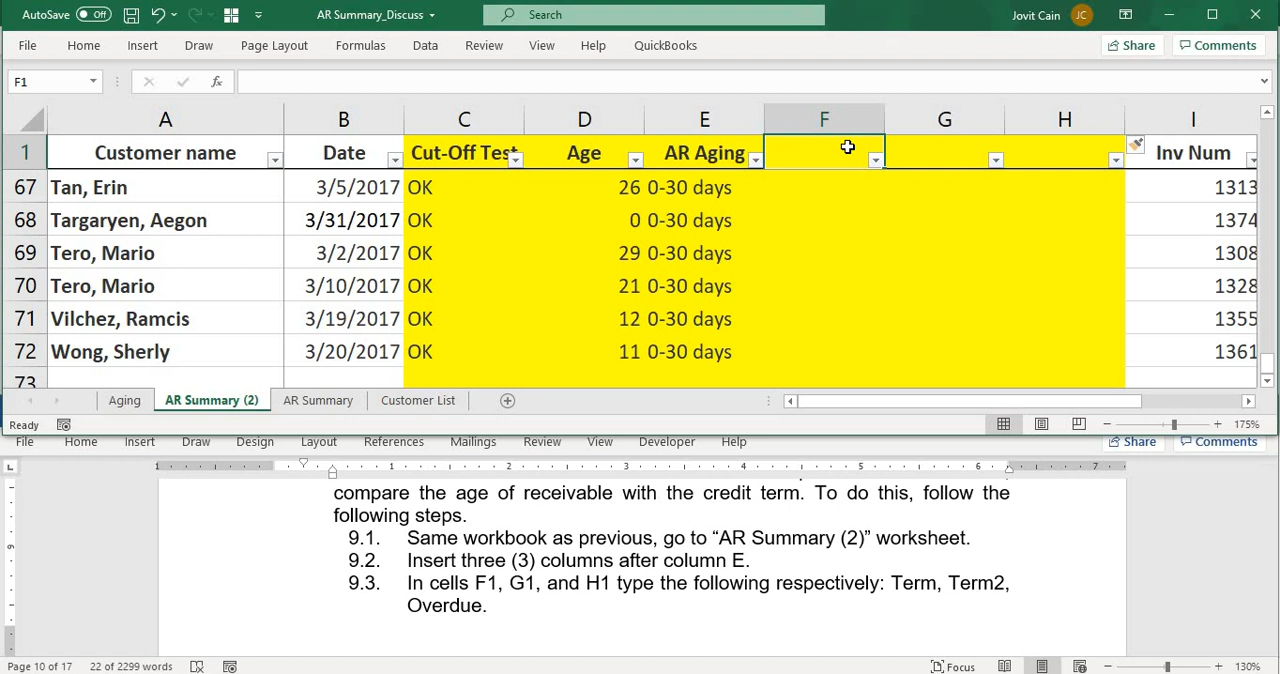 AutoSave Off AR Summary_Discuss Search Jovit Cain JC
File Home Insert Draw Page Layout Formulas Data Review View Help QuickBooks Share Comments
F1 fx
A B C D E F G H I
1 Customer name Date Cut-Off Test Age AR Aging Inv Num
67 Tan, Erin 3/5/2017 OK 26 0-30 days 1313
68 Targaryen, Aegon 3/31/2017 OK 0 0-30 days 1374
69 Tero, Mario 3/2/2017 OK 29 0-30 days 1308
70 Tero, Mario 3/10/2017 OK 21 0-30 days 1328
71 Vilchez, Ramcis 3/19/2017 OK 12 0-30 days 1355
72 Wong, Sherly 3/20/2017 OK 11 0-30 days 1361
73
Aging AR Summary (2) AR Summary Customer List
Ready 175%
File Home Insert Draw Design Layout References Mailings Review View Developer Help Share Comments
1 1 2 3 4 5 6 7
compare the age of receivable with the credit term. To do this, follow the
following steps.
9.1. Same workbook as previous, go to “AR Summary (2)” worksheet.
9.2. Insert three (3) columns after column E.
9.3. In cells F1, G1, and H1 type the following respectively: Term, Term2,
Overdue.
Page 10 of 17 22 of 2299 words Focus 130%